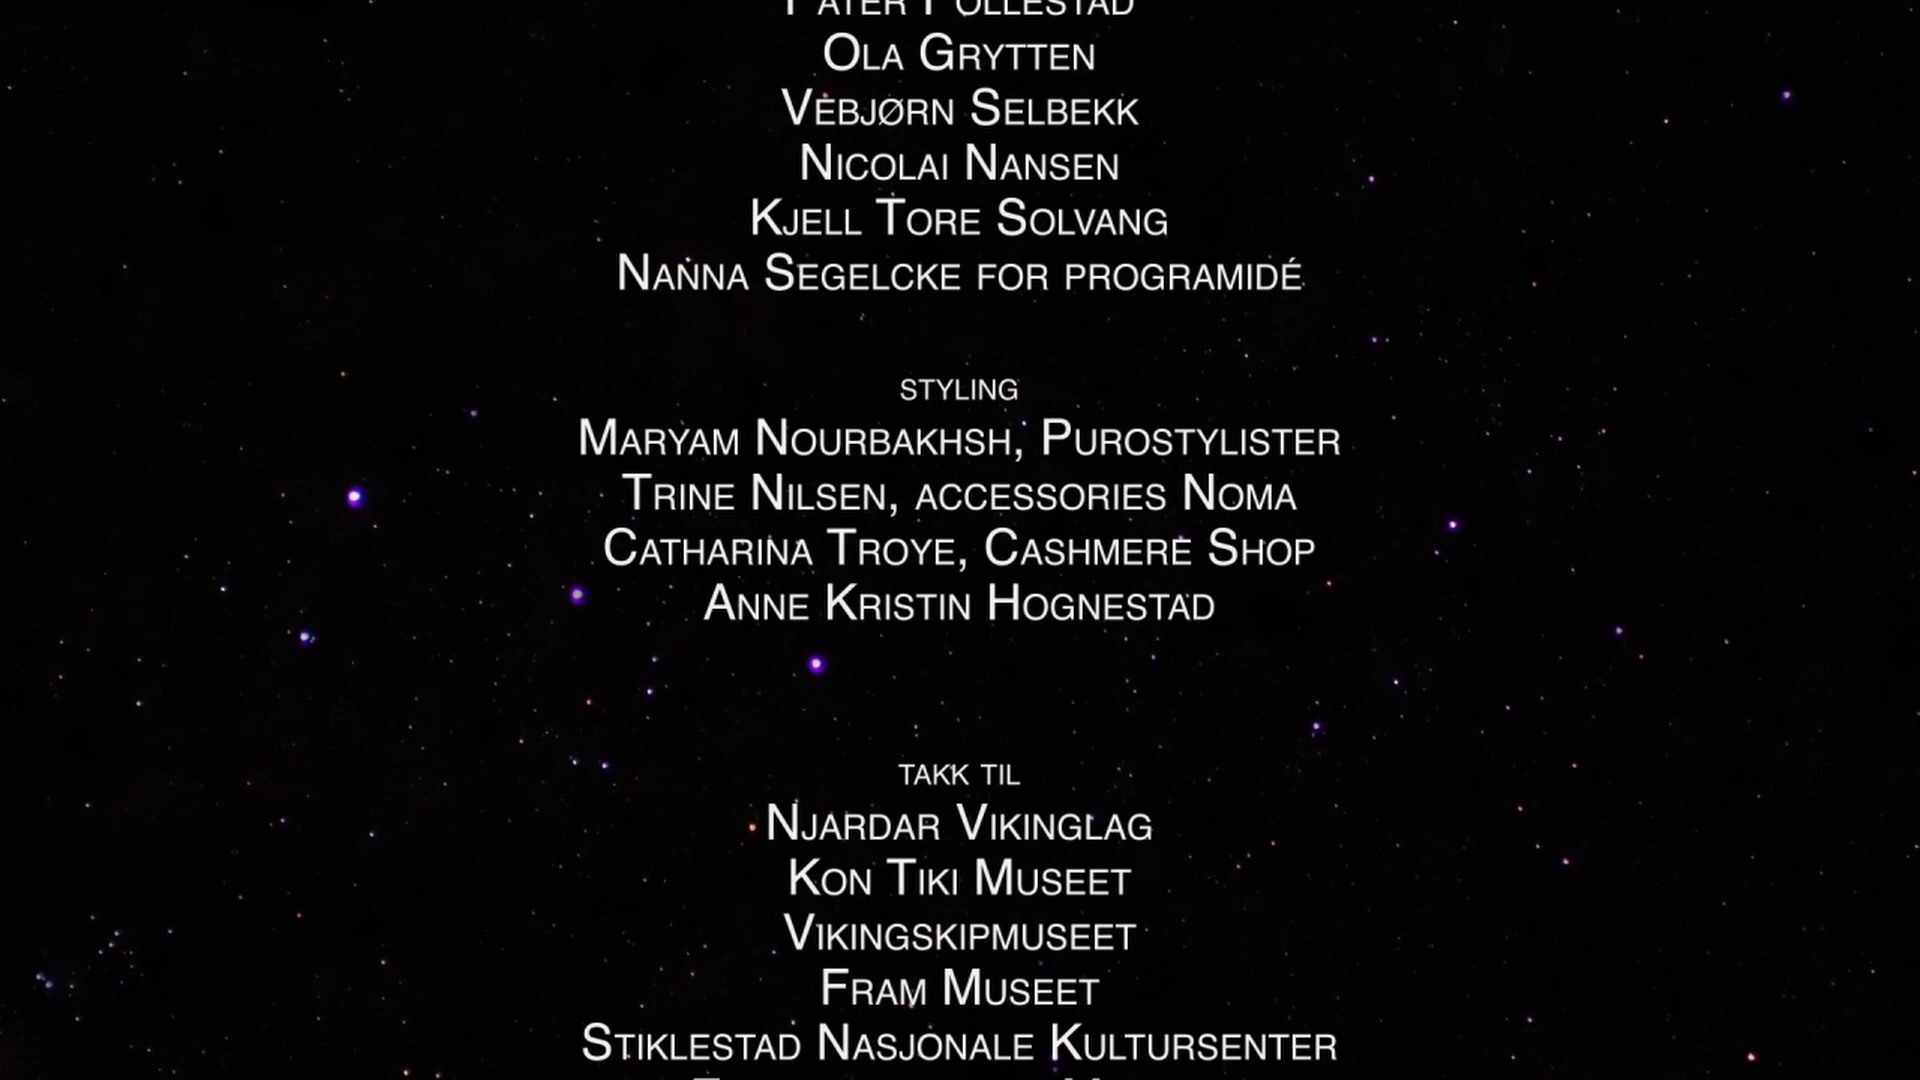 Pater Pollestad
Ola Grytten
Vebjørn Selbekk
Nicolai Nansen
Kjell Tore Solvang
Nanna Segelcke for programidé
styling
Maryam Nourbakhsh, Purostylister
Trine Nilsen, accessories Noma
Catharina Troye, Cashmere Shop
Anne Kristin Hognestad
takk til
Njardar Vikinglag
Kon Tiki Museet
Vikingskipmuseet
Fram Museet
Stiklestad Nasjonale Kultursenter